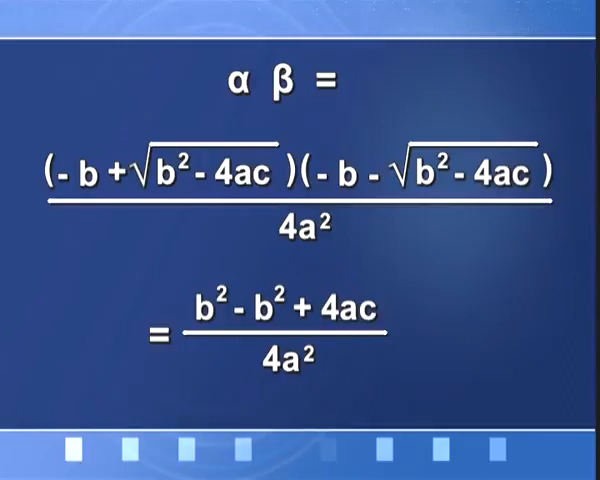 α β =
(- b + √b² - 4ac )(- b - √b² - 4ac )
4a²
= b² - b² + 4ac
4a²